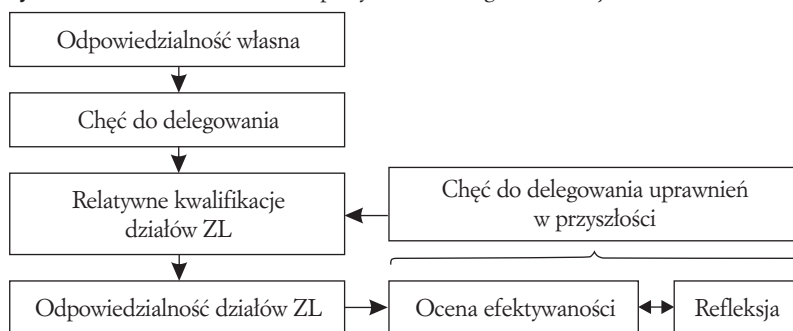 Odpowiedzialność własna
Chęć do delegowania
Relatywne kwalifikacje
działów ZL
Chęć do delegowania uprawnień
w przyszłości
Odpowiedzialność działów ZL
Ocena efektywaności
Refleksja